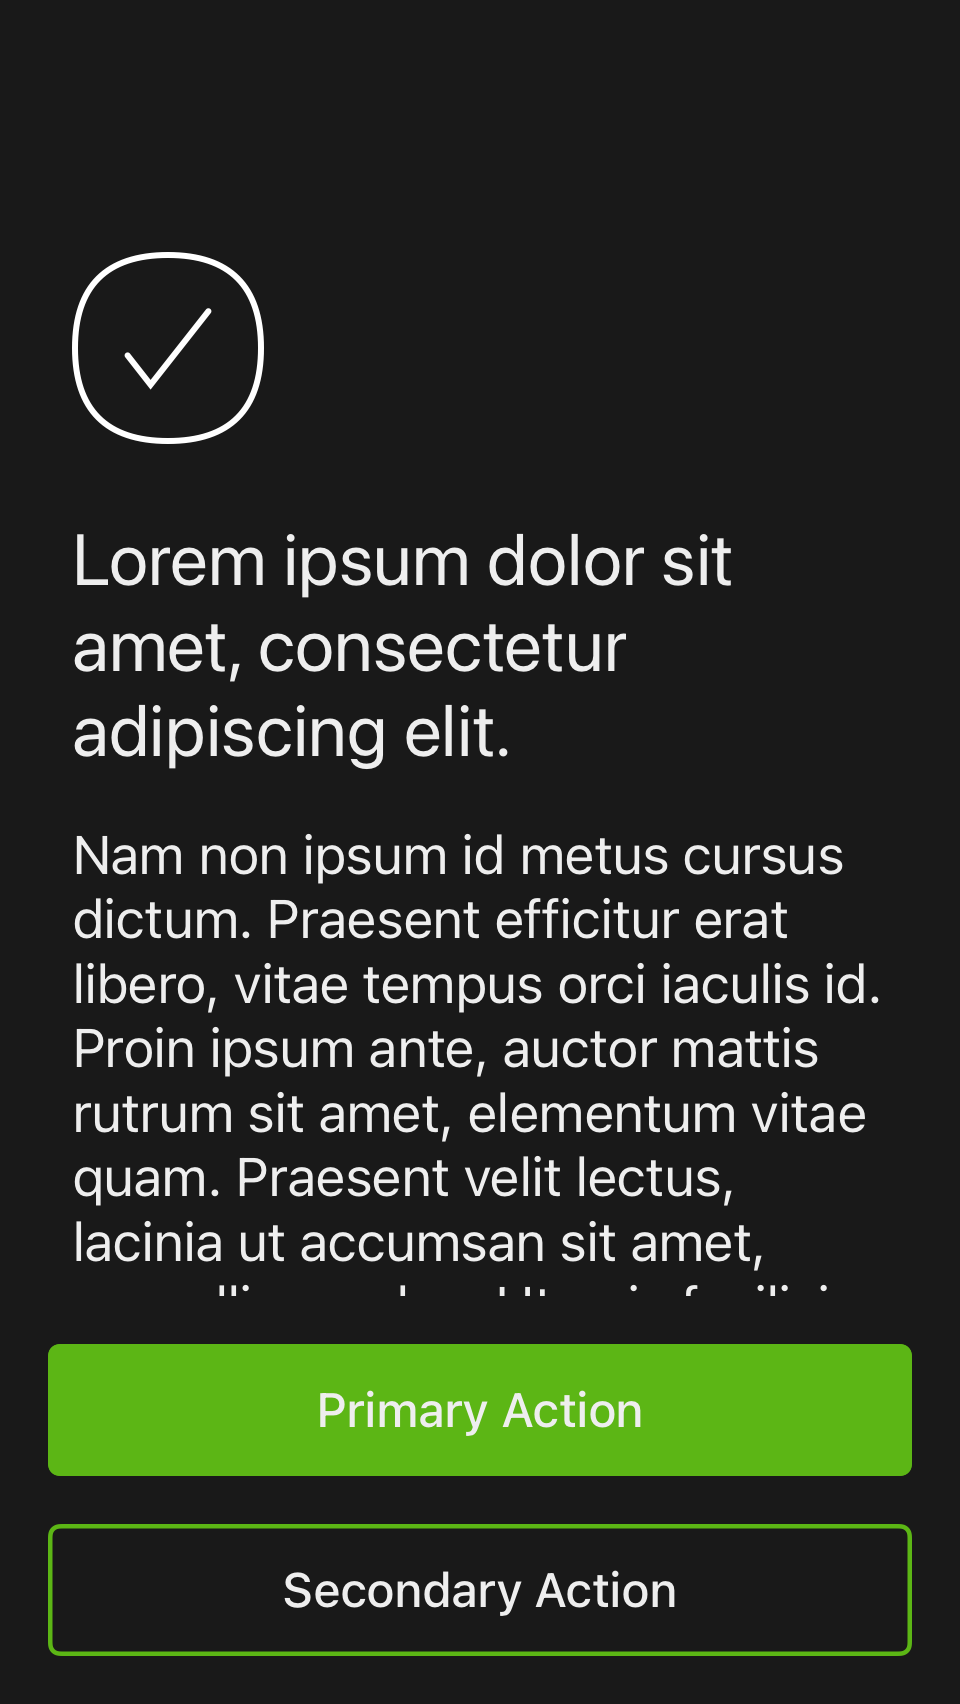 Lorem ipsum dolor sit
amet, consectetur
adipiscing elit.
Nam non ipsum id metus cursus
dictum. Praesent efficitur erat
libero, vitae tempus orci iaculis id.
Proin ipsum ante, auctor mattis
rutrum sit amet, elementum vitae
quam. Praesent velit lectus,
lacinia ut accumsan sit amet,
Primary Action
Secondary Action